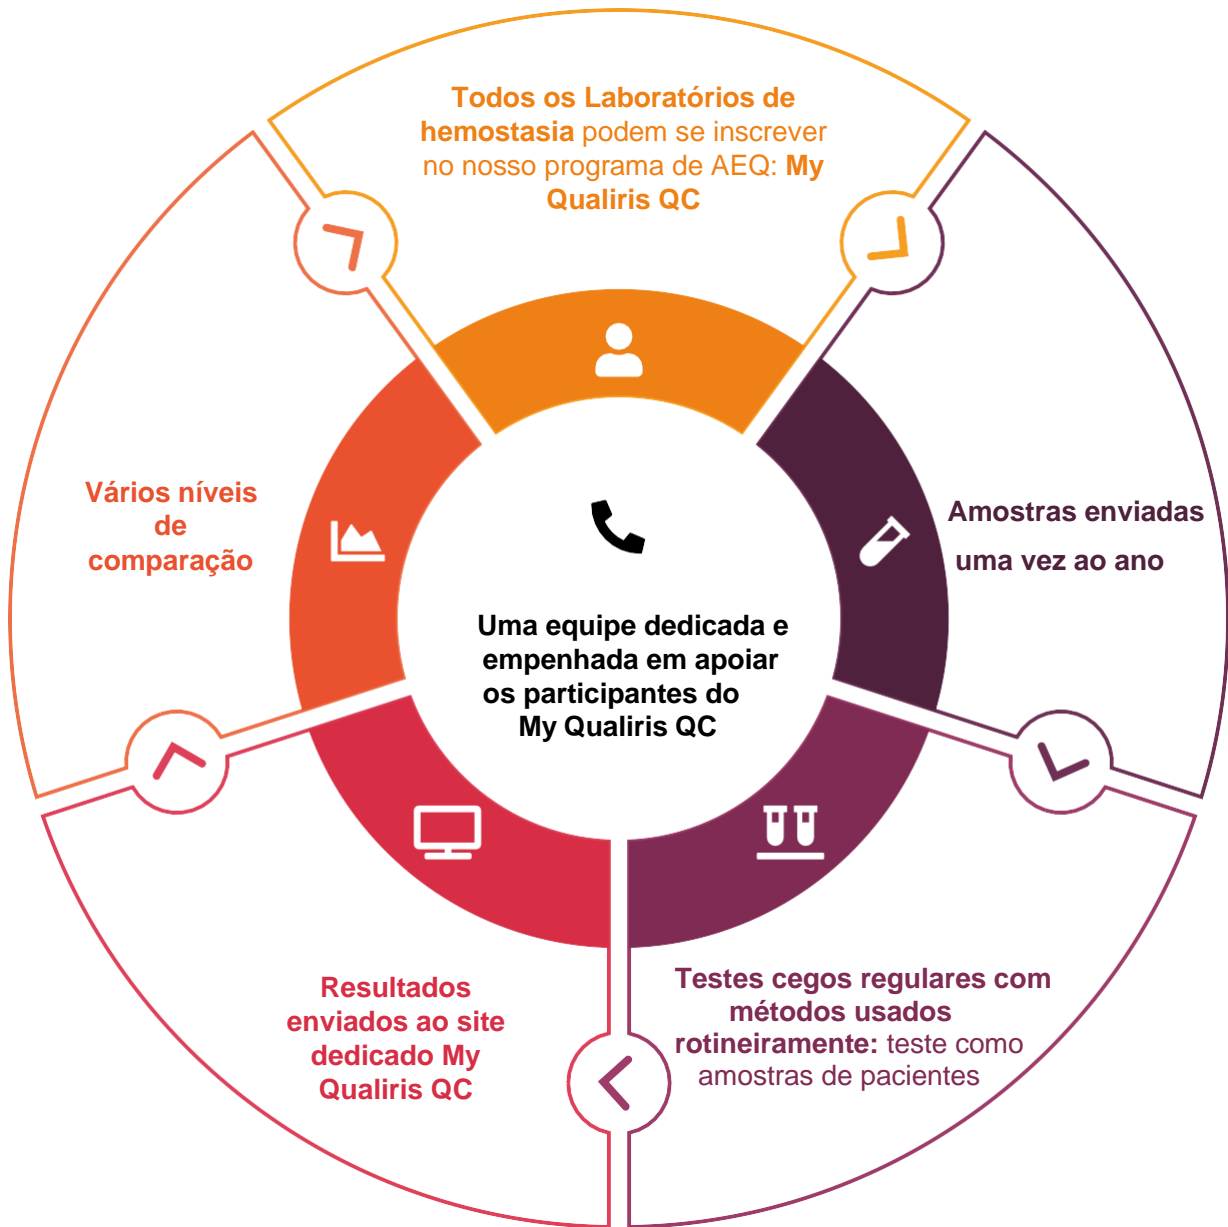 Todos os Laboratórios de
hemostasia podem se inscrever
no nosso programa de AEQ: My
Qualiris QC
Amostras enviadas
uma vez ao ano
Testes cegos regulares com
métodos usados
rotineiramente: teste como
amostras de pacientes
Resultados
enviados ao site
dedicado My
Qualiris QC
Vários níveis
de
comparação
Uma equipe dedicada e
empenhada em apoiar
os participantes do
My Qualiris QC